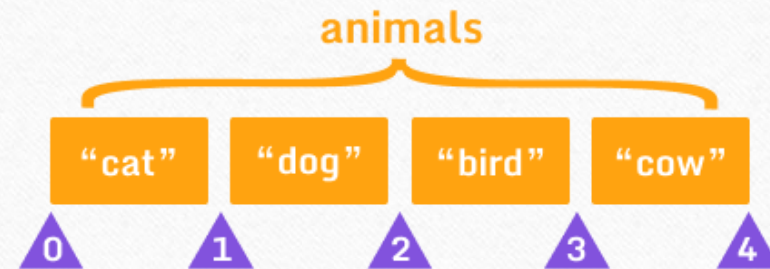 animals
“cat” “dog” “bird” “cow”
0 1 2 3 4